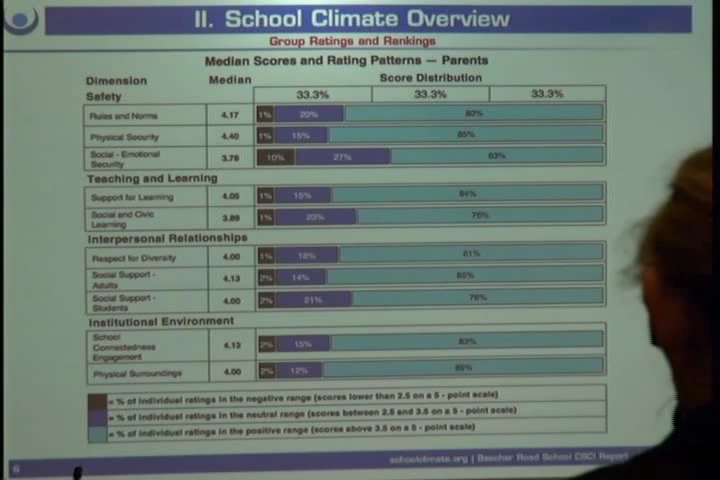 II. School Climate Overview
Group Ratings and Rankings
Median Scores and Rating Patterns — Parents
Dimension Median Score Distribution
Safety 33.3% 33.3% 33.3%
Rules and Norms 4.17 1% 20% 80%
Physical Security 4.40 1% 15% 85%
Social - Emotional
Security 3.78 10% 27% 63%
Teaching and Learning
Support for Learning 4.05 1% 15% 84%
Social and Civic
Learning 3.89 1% 23% 76%
Interpersonal Relationships
Respect for Diversity 4.00 1% 18% 81%
Social Support -
Adults 4.13 2% 14% 85%
Social Support -
Students 4.00 2% 21% 76%
Institutional Environment
School
Connectedness
Engagement 4.13 2% 15% 83%
Physical Surroundings 4.00 2% 12% 85%
= % of individual ratings in the negative range (scores lower than 2.5 on a 5 - point scale)
= % of individual ratings in the neutral range (scores between 2.5 and 3.5 on a 5 - point scale)
= % of individual ratings in the positive range (scores above 3.5 on a 5 - point scale)
6 schoolclimate.org | Beecher Road School CSCI Report